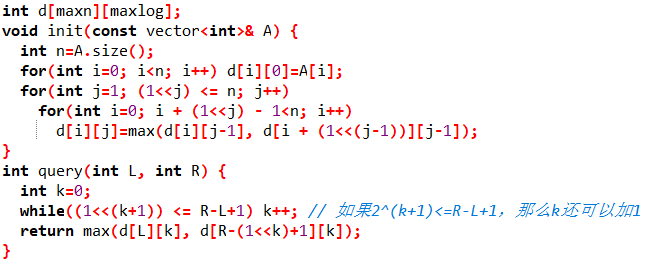 int d[maxn][maxlog];
void init(const vector<int>& A) {
  int n=A.size();
  for(int i=0; i<n; i++) d[i][0]=A[i];
  for(int j=1; (1<<j) <= n; j++)
    for(int i=0; i + (1<<j) - 1<n; i++)
      d[i][j]=max(d[i][j-1], d[i + (1<<(j-1))][j-1]);
}
int query(int L, int R) {
  int k=0;
  while((1<<(k+1)) <= R-L+1) k++; // 如果2^(k+1)<=R-L+1，那么k还可以加1
  return max(d[L][k], d[R-(1<<k)+1][k]);
}